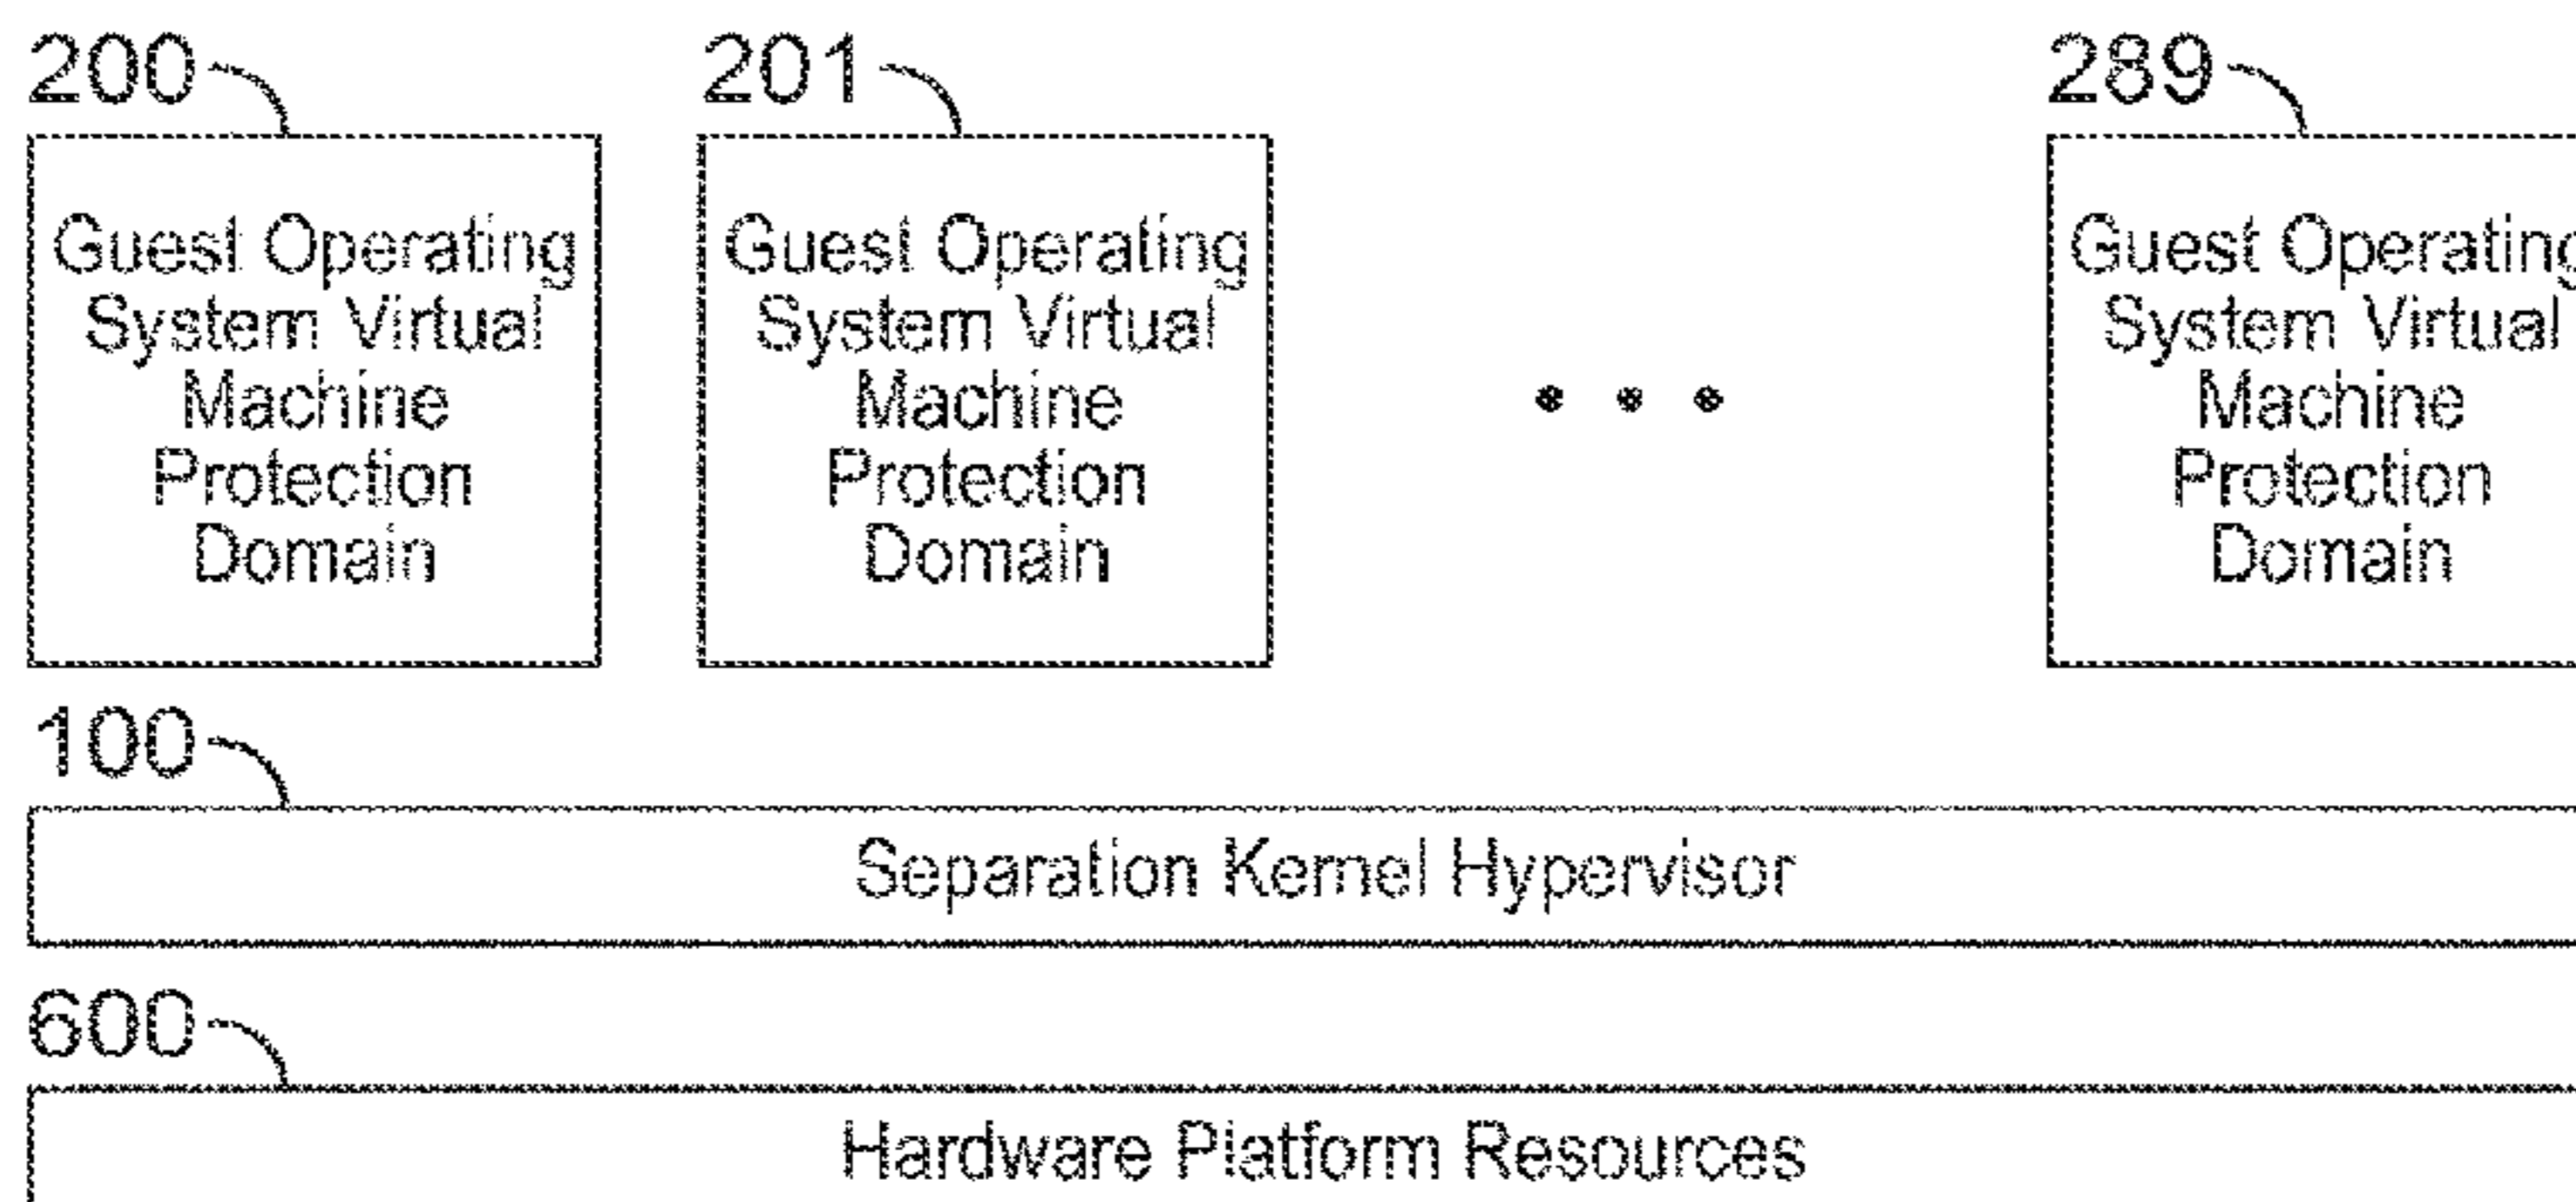 200
Guest Operating
System Virtual
Machine
Protection
Domain
201
Guest Operating
System Virtual
Machine
Protection
Domain
289
Guest Operating
System Virtual
Machine
Protection
Domain
100
Separation Kernel Hypervisor
600
Hardware Platform Resources